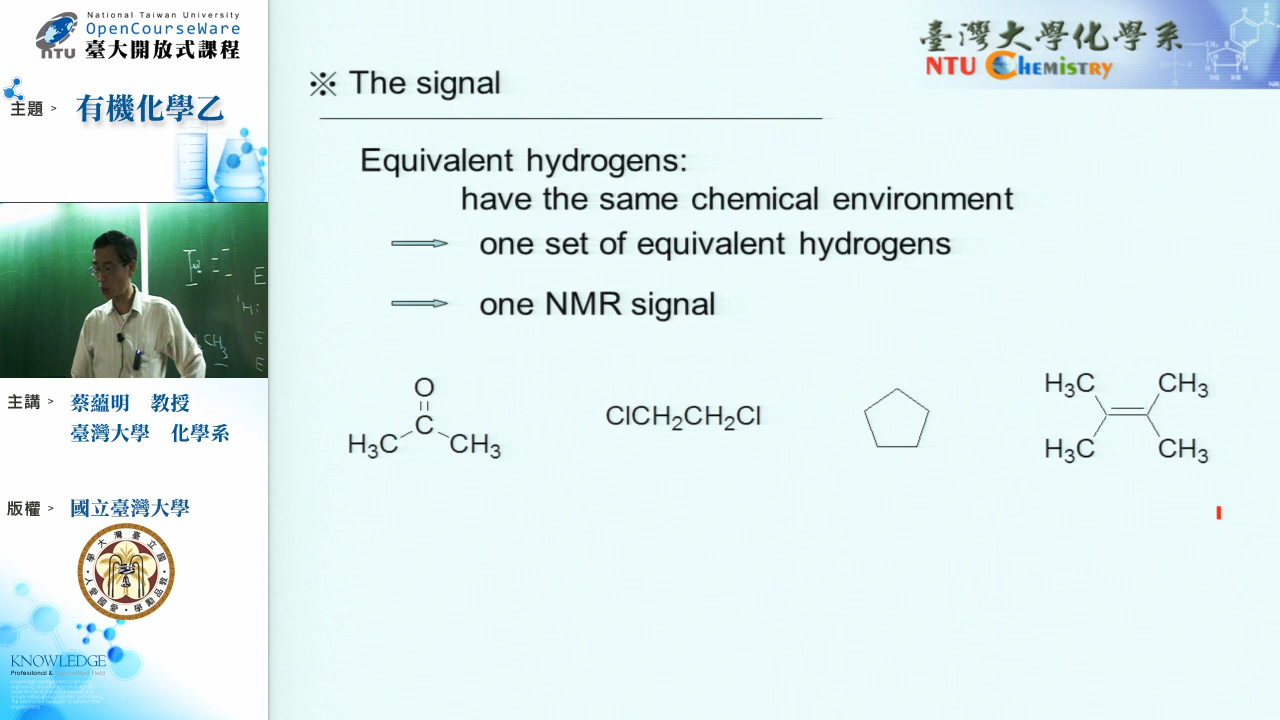 National Taiwan University
OpenCourseWare
NTU 臺大開放式課程
主題 > 有機化學乙
主講 > 蔡蘊明 教授
臺灣大學 化學系
版權 > 國立臺灣大學
KNOWLEDGE
臺灣大學化學系
NTU Chemistry
※ The signal
Equivalent hydrogens:
have the same chemical environment
one set of equivalent hydrogens
one NMR signal
O
C
H₃C CH₃
ClCH₂CH₂Cl
H₃C CH₃
H₃C CH₃